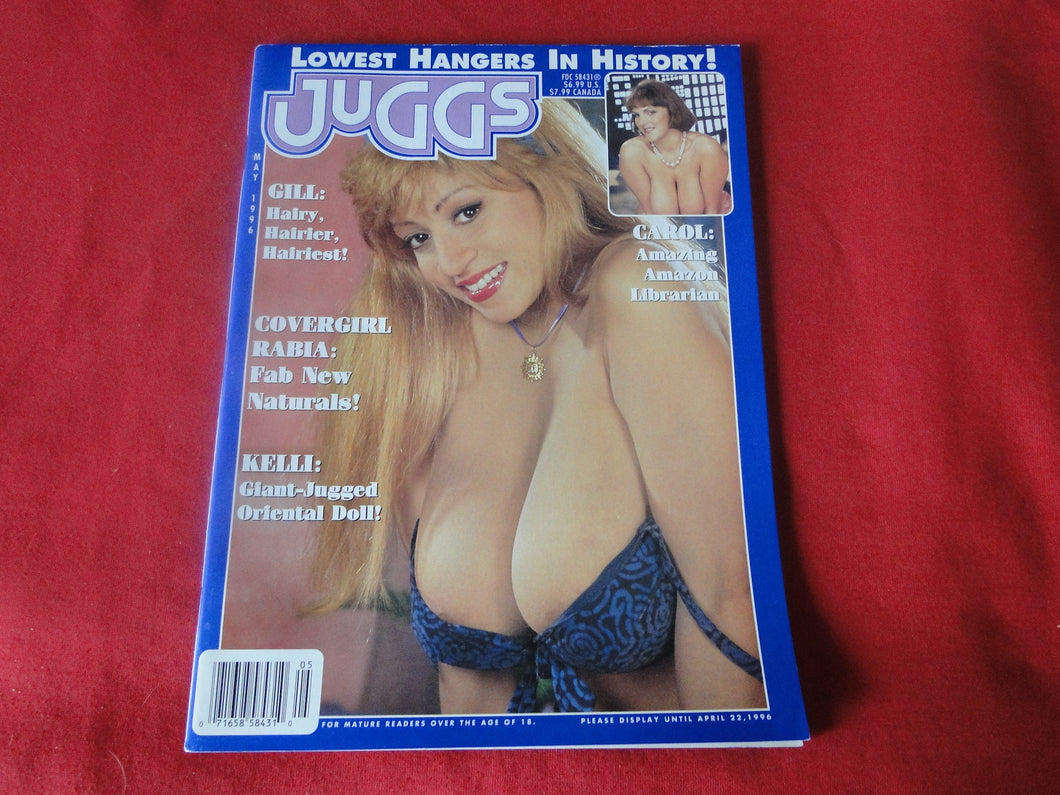 LOWEST HANGERS IN HISTORY!
JUGGS
FDC 58431©
$6.99 U.S.
$7.99 CANADA
MAY 1996
GILL:
Hairy,
Hairier,
Hairiest!
CAROL:
Amazing
Amazon
Librarian
COVERGIRL
RABIA:
Fab New
Naturals!
KELLI:
Giant-Jugged
Oriental Doll!
05
0 71658 58431 0
FOR MATURE READERS OVER THE AGE OF 18.
PLEASE DISPLAY UNTIL APRIL 22,1996